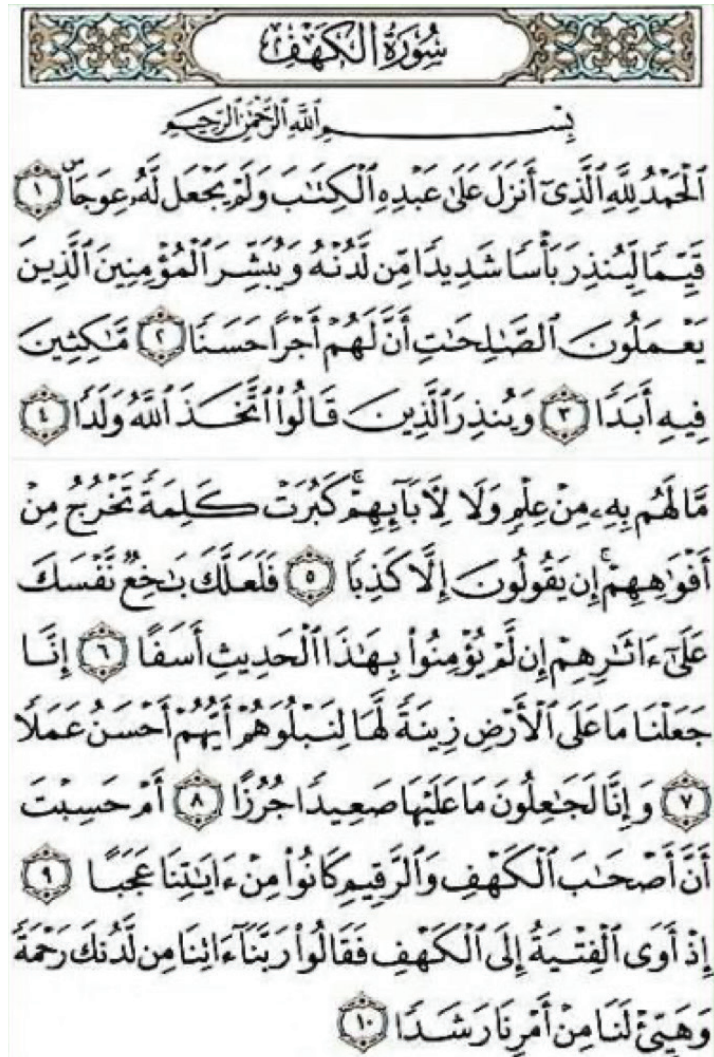 سُورَةُ الكَهْفِ
بِسْمِ ٱللَّهِ ٱلرَّحْمَٰنِ ٱلرَّحِيمِ
ٱلْحَمْدُ لِلَّهِ ٱلَّذِىٓ أَنزَلَ عَلَىٰ عَبْدِهِ ٱلْكِتَٰبَ وَلَمْ يَجْعَل لَّهُۥ عِوَجَاۜ ١
قَيِّمًا لِّيُنذِرَ بَأْسًا شَدِيدًا مِّن لَّدُنْهُ وَيُبَشِّرَ ٱلْمُؤْمِنِينَ ٱلَّذِينَ
يَعْمَلُونَ ٱلصَّٰلِحَٰتِ أَنَّ لَهُمْ أَجْرًا حَسَنًا ٢ مَّٰكِثِينَ
فِيهِ أَبَدًا ٣ وَيُنذِرَ ٱلَّذِينَ قَالُوا۟ ٱتَّخَذَ ٱللَّهُ وَلَدًا ٤
مَّا لَهُم بِهِۦ مِنْ عِلْمٍ وَلَا لِءَابَآئِهِمْ ۚ كَبُرَتْ كَلِمَةً تَخْرُجُ مِنْ
أَفْوَٰهِهِمْ ۚ إِن يَقُولُونَ إِلَّا كَذِبًا ٥ فَلَعَلَّكَ بَٰخِعٌ نَّفْسَكَ
عَلَىٰٓ ءَاثَٰرِهِمْ إِن لَّمْ يُؤْمِنُوا۟ بِهَٰذَا ٱلْحَدِيثِ أَسَفًا ٦ إِنَّا
جَعَلْنَا مَا عَلَى ٱلْأَرْضِ زِينَةً لَّهَا لِنَبْلُوَهُمْ أَيُّهُمْ أَحْسَنُ عَمَلًا
٧ وَإِنَّا لَجَٰعِلُونَ مَا عَلَيْهَا صَعِيدًا جُرُزًا ٨ أَمْ حَسِبْتَ
أَنَّ أَصْحَٰبَ ٱلْكَهْفِ وَٱلرَّقِيمِ كَانُوا۟ مِنْ ءَايَٰتِنَا عَجَبًا ٩
إِذْ أَوَى ٱلْفِتْيَةُ إِلَى ٱلْكَهْفِ فَقَالُوا۟ رَبَّنَآ ءَاتِنَا مِن لَّدُنكَ رَحْمَةً
وَهَيِّئْ لَنَا مِنْ أَمْرِنَا رَشَدًا ١٠